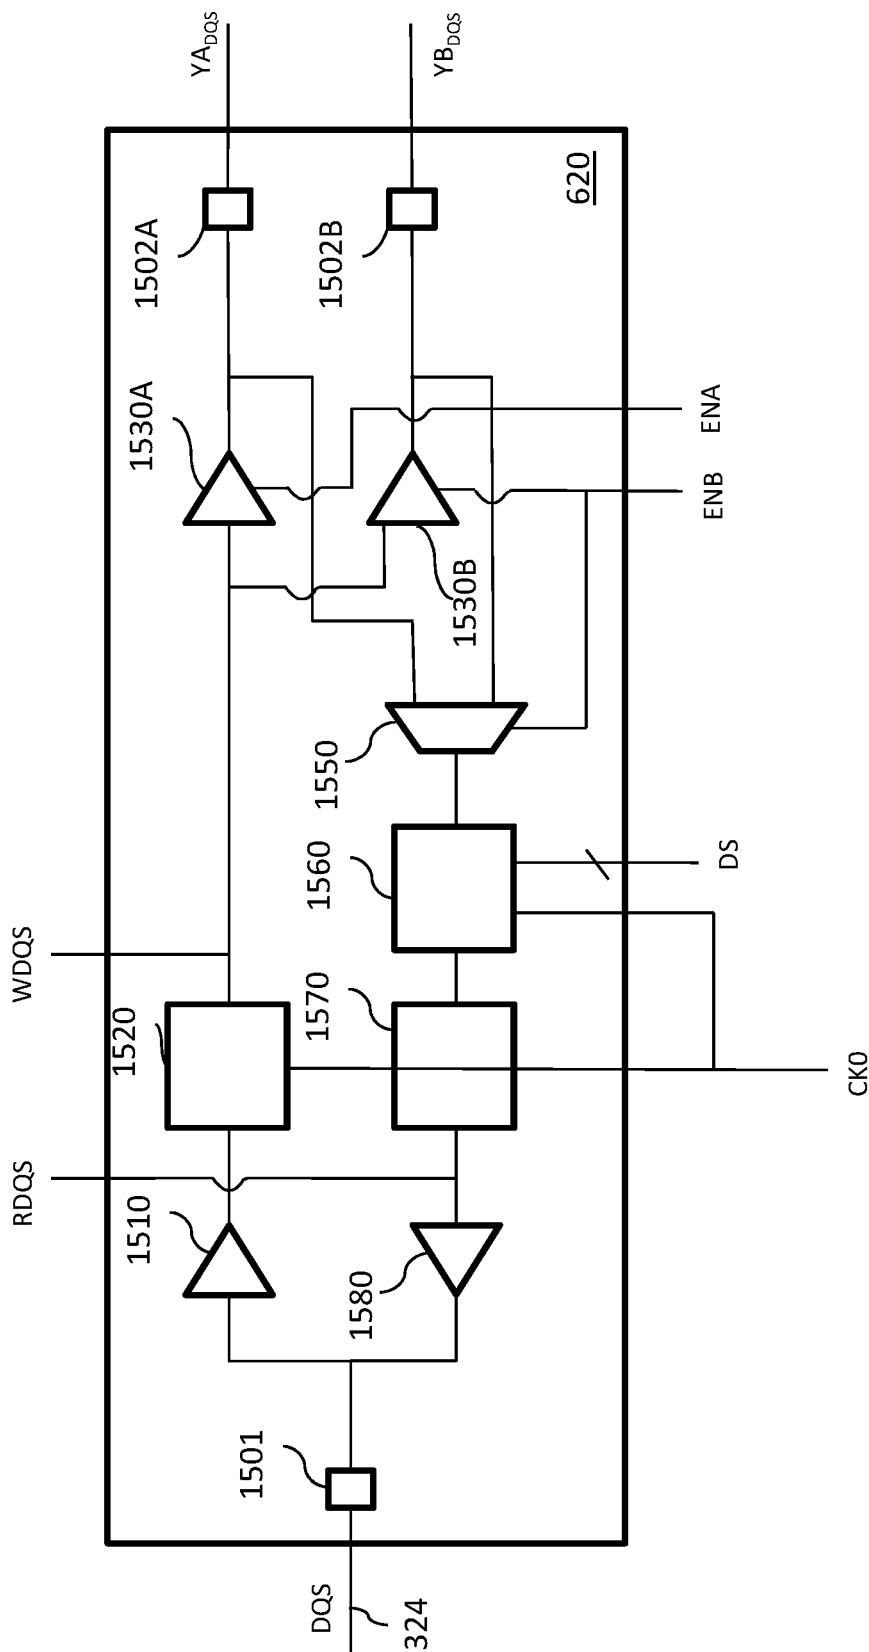 YA_DQS
YB_DQS
1502A
1502B
620
1530A
1530B
ENA
ENB
1550
1560
DS
WDQS
1520
1570
CK0
RDQS
1510
1580
1501
DQS
324